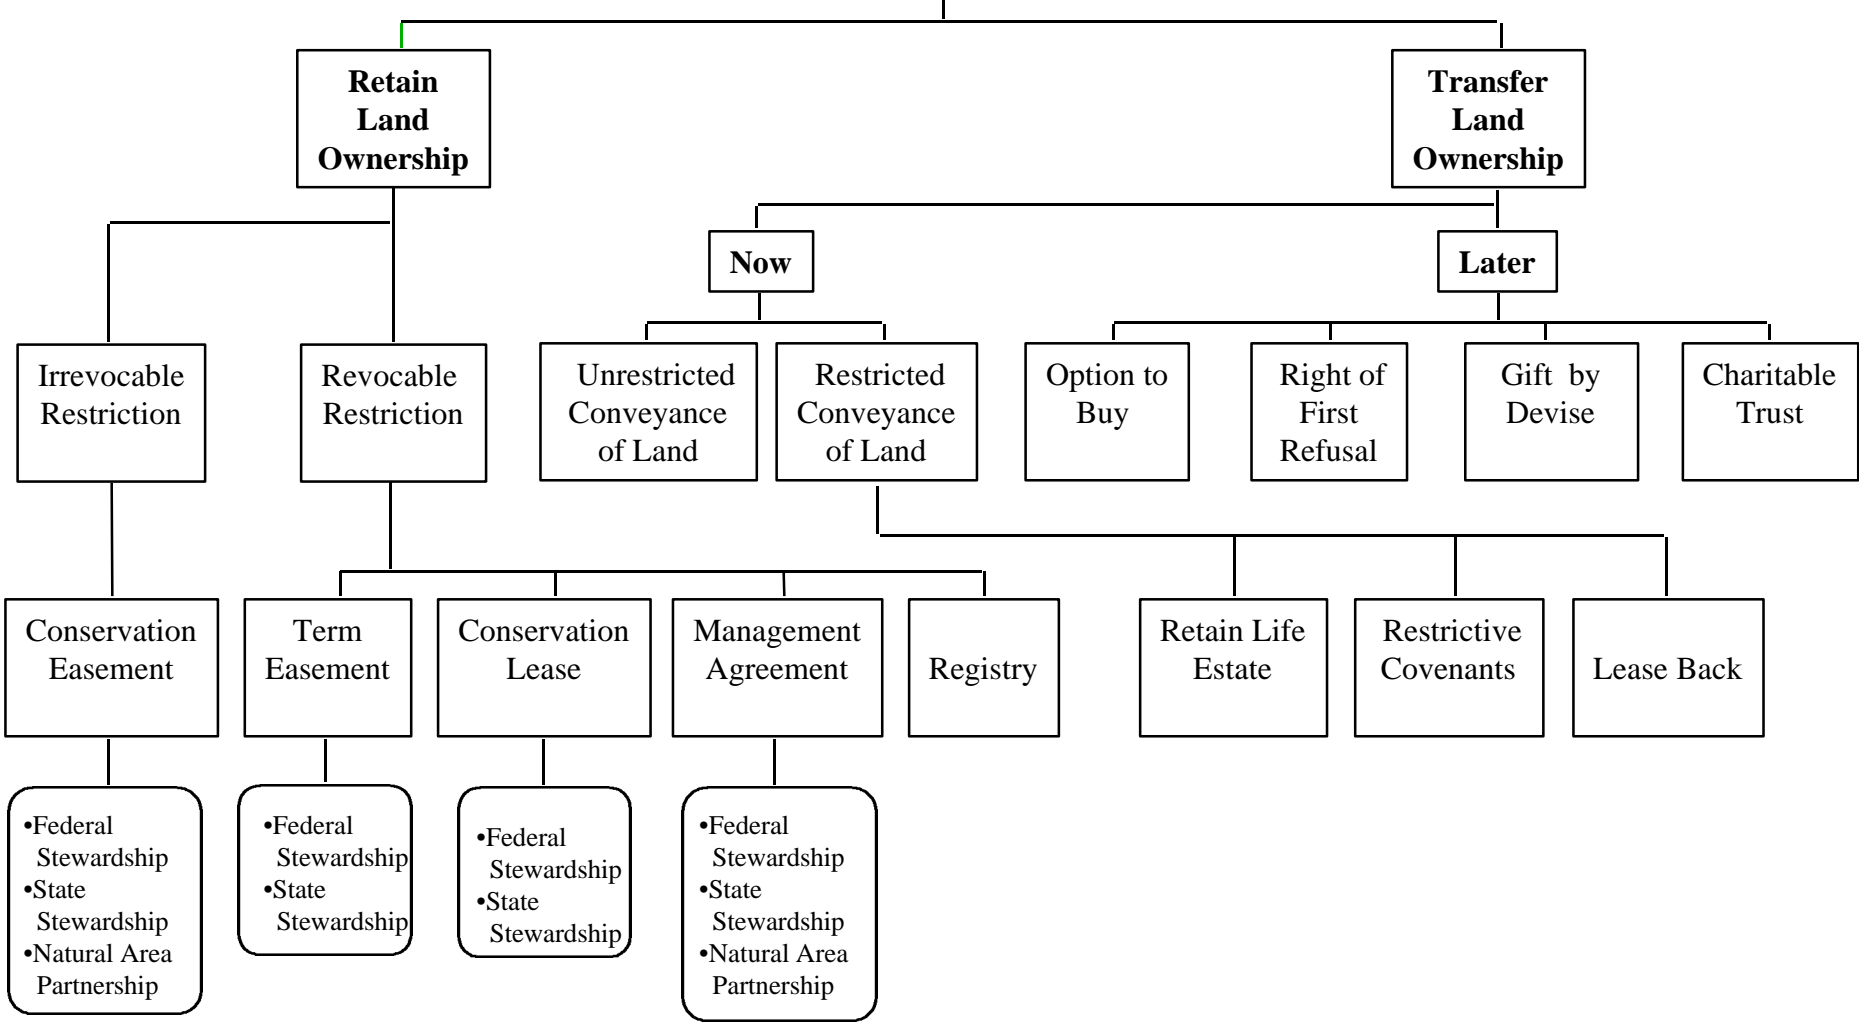 Retain
Land
Ownership
Transfer
Land
Ownership
Now
Later
Irrevocable
Restriction
Revocable
Restriction
Unrestricted
Conveyance
of Land
Restricted
Conveyance
of Land
Option to
Buy
Right of
First
Refusal
Gift by
Devise
Charitable
Trust
Conservation
Easement
Term
Easement
Conservation
Lease
Management
Agreement
Registry
Retain Life
Estate
Restrictive
Covenants
Lease Back
•Federal
Stewardship
•State
Stewardship
•Natural Area
Partnership
•Federal
Stewardship
•State
Stewardship
•Federal
Stewardship
•State
Stewardship
•Federal
Stewardship
•State
Stewardship
•Natural Area
Partnership